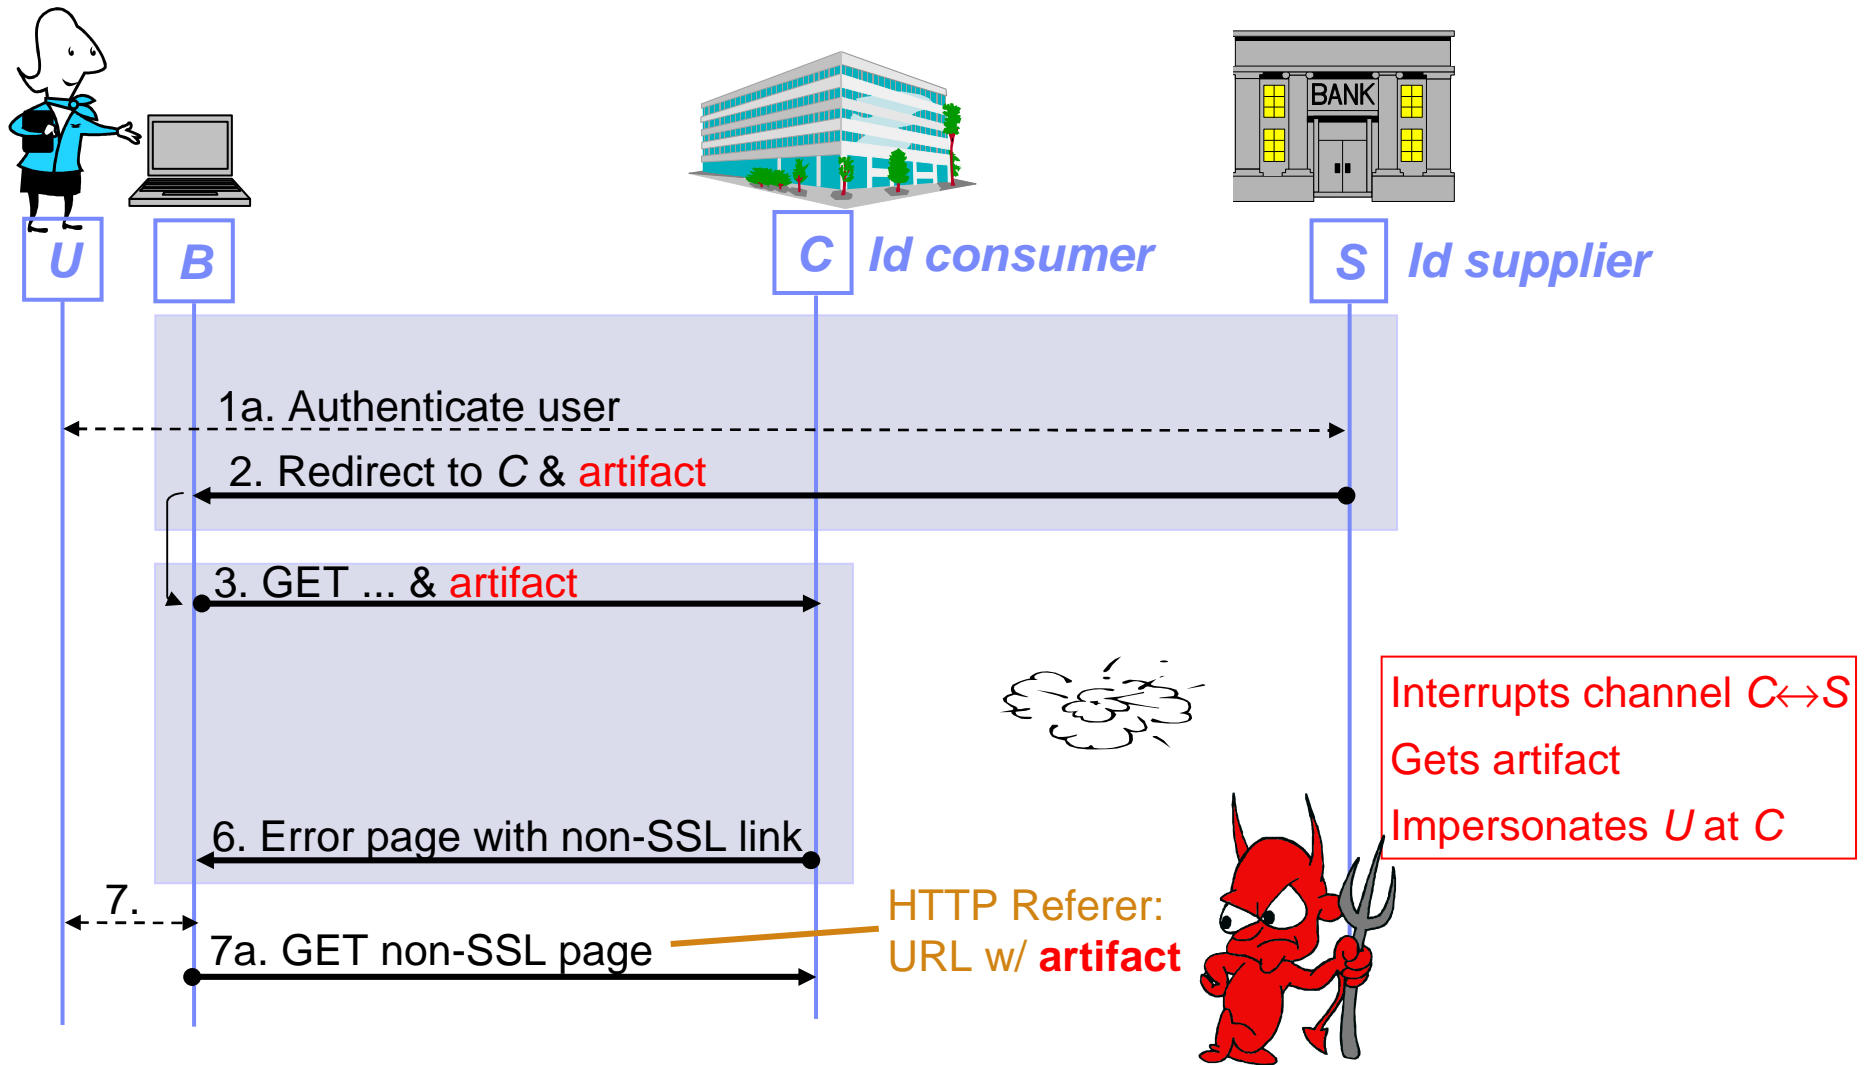 BANK
U
B
C
Id consumer
S
Id supplier
1a. Authenticate user
2. Redirect to C & artifact
3. GET ... & artifact
Interrupts channel C↔S
Gets artifact
Impersonates U at C
6. Error page with non-SSL link
7.
HTTP Referer:
7a. GET non-SSL page
URL w/ artifact